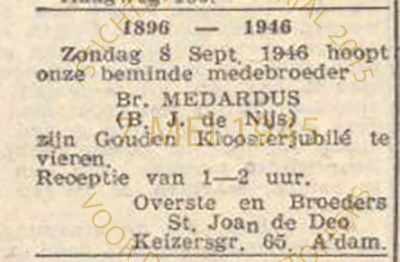 1896 — 1946
Zondag 8 Sept. 1946 hoopt
onze beminde medebroeder
Br. MEDARDUS
(B. J. de Nijs)
zijn Gouden Kloosterjubilé te
vieren.
Receptie van 1—2 uur.
Overste en Broeders
St. Joan de Deo
Keizersgr. 65. A'dam.